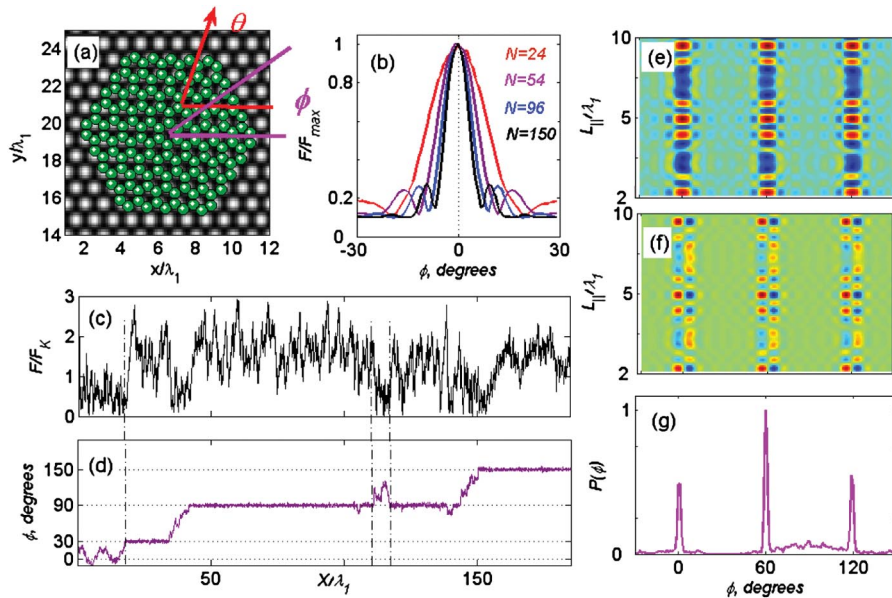 (a)
θ
ϕ
y/λ₁
24
22
20
18
16
14
2 4 6 8 10 12
x/λ₁
(b)
F/Fmax
1
0.6
0.2
0
N=24
N=54
N=96
N=150
-30 0 30
ϕ, degrees
(c)
F/FK
3
2
1
0
(d)
ϕ, degrees
150
90
30
0
50 150
X/λ₁
(e)
L||/λ₁
10
5
2
(f)
L||/λ₁
10
5
2
(g)
P(ϕ)
1
0
0 60 120
ϕ, degrees